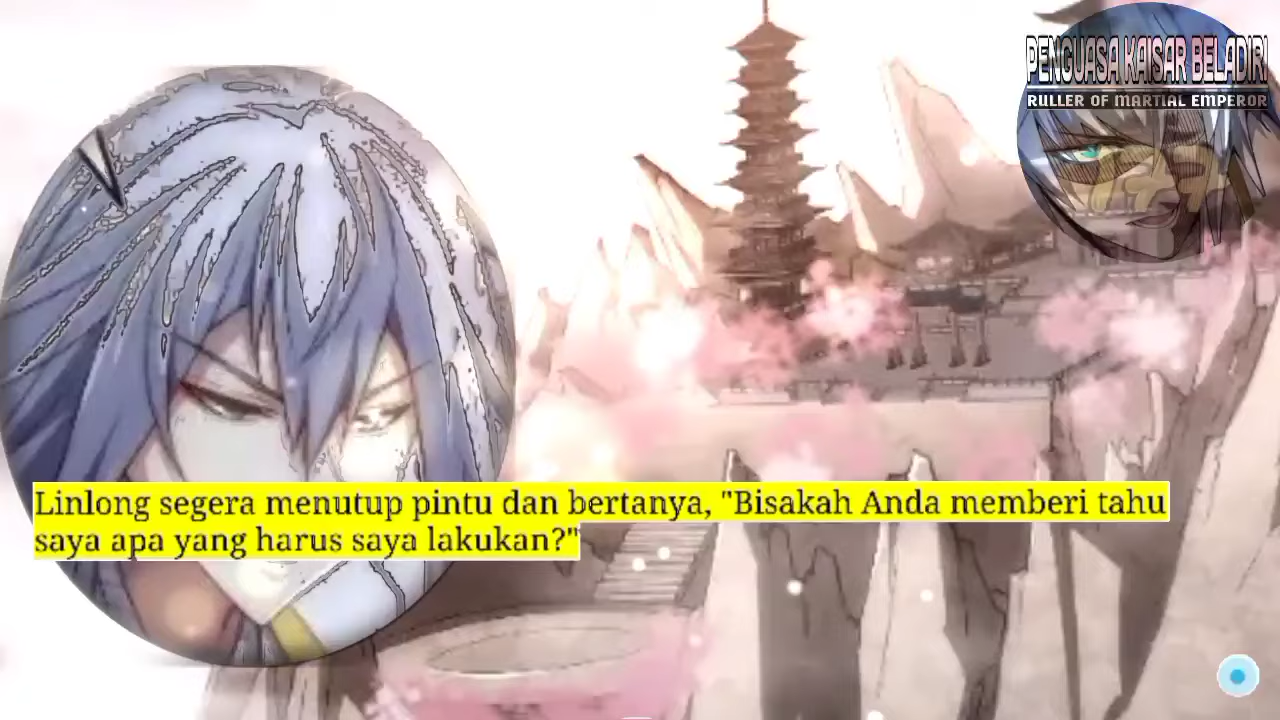 PENGUASA KAISAR BELADIRI
RULLER OF MARTIAL EMPEROR
Linlong segera menutup pintu dan bertanya, "Bisakah Anda memberi tahu
saya apa yang harus saya lakukan?"